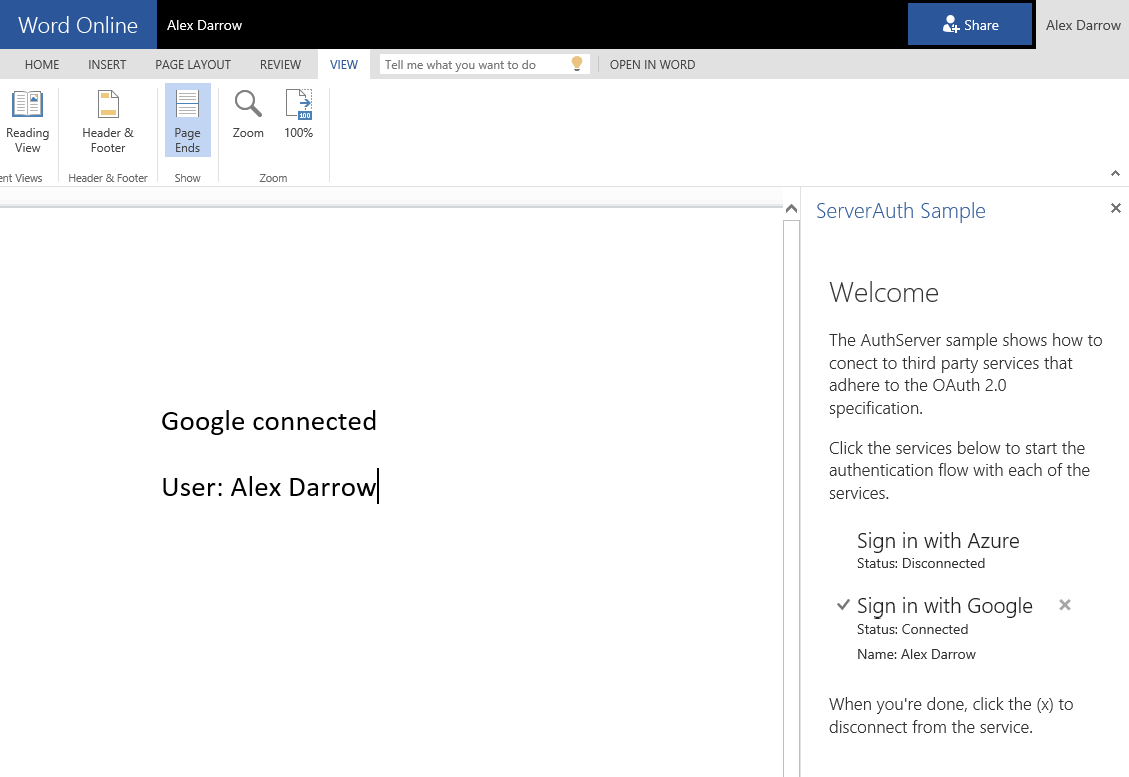 Word Online
Alex Darrow
Share
Alex Darrow
HOME
INSERT
PAGE LAYOUT
REVIEW
VIEW
Tell me what you want to do
OPEN IN WORD
Reading
View
Header &
Footer
Page
Ends
Zoom
100
100%
ent Views
Header & Footer
Show
Zoom
Google connected
User: Alex Darrow
ServerAuth Sample
Welcome
The AuthServer sample shows how to
conect to third party services that
adhere to the OAuth 2.0
specification.
Click the services below to start the
authentication flow with each of the
services.
Sign in with Azure
Status: Disconnected
Sign in with Google
Status: Connected
Name: Alex Darrow
When you're done, click the (x) to
disconnect from the service.